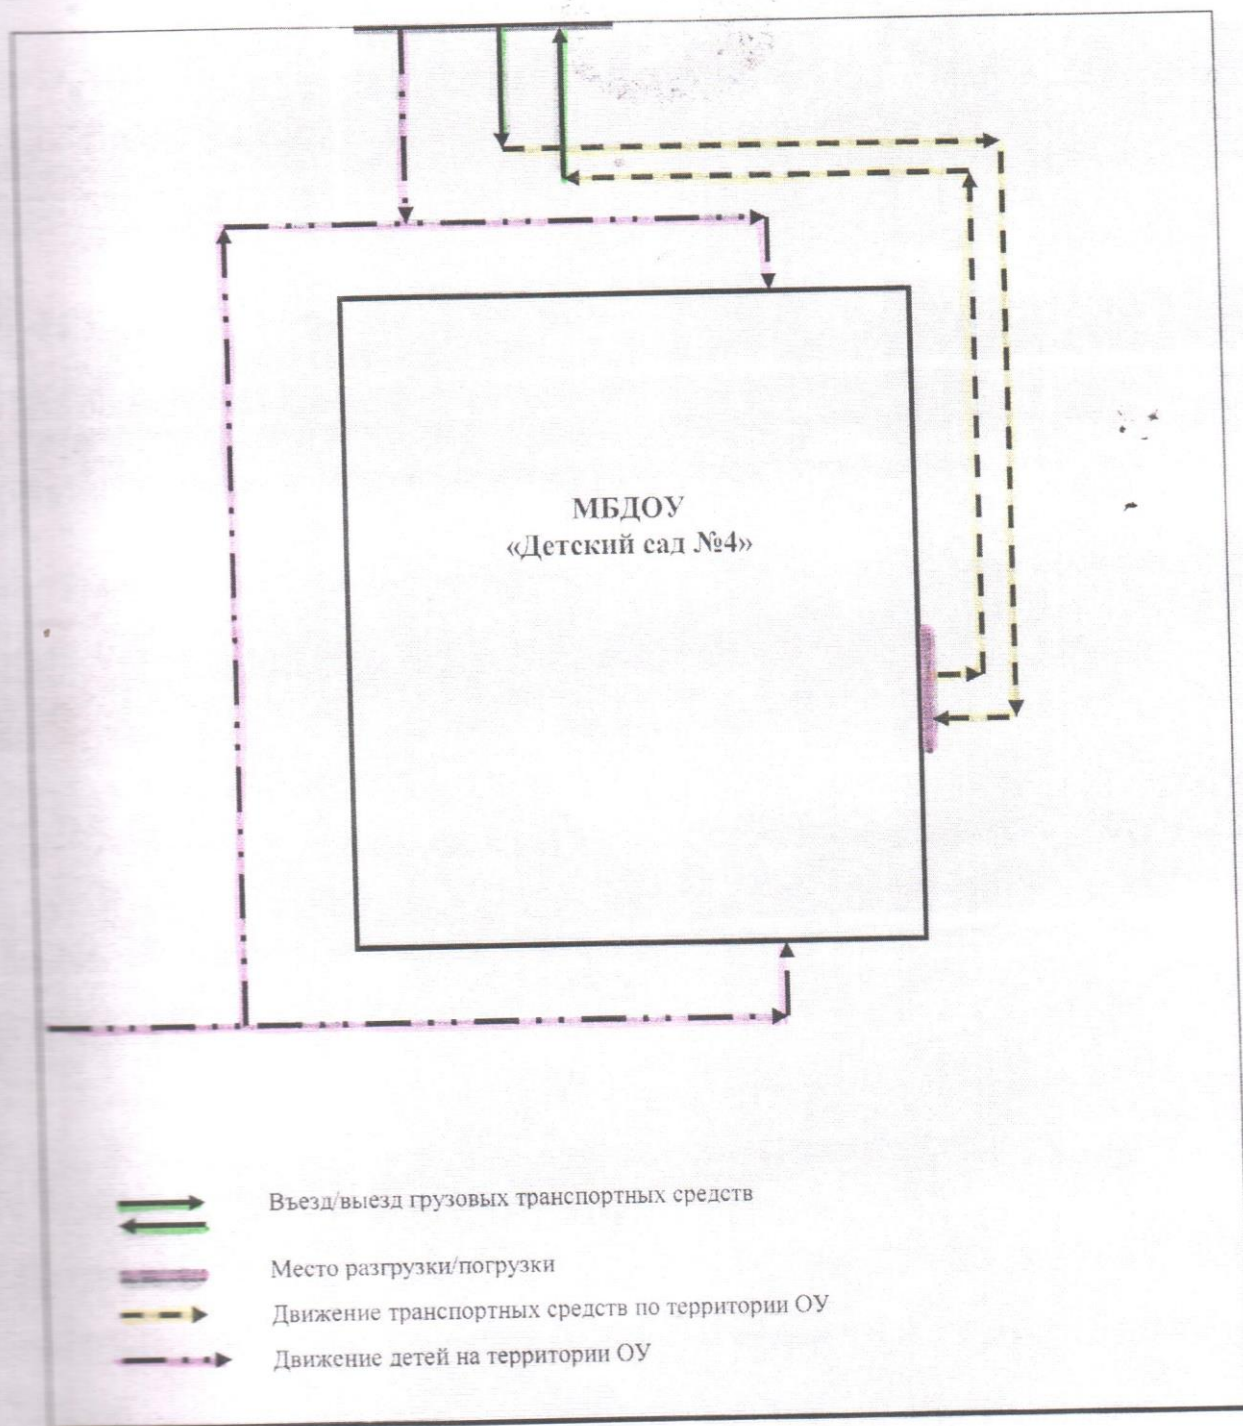 МБДОУ
«Детский сад №4»
Въезд/выезд грузовых транспортных средств
Место разгрузки/погрузки
Движение транспортных средств по территории ОУ
Движение детей на территории ОУ